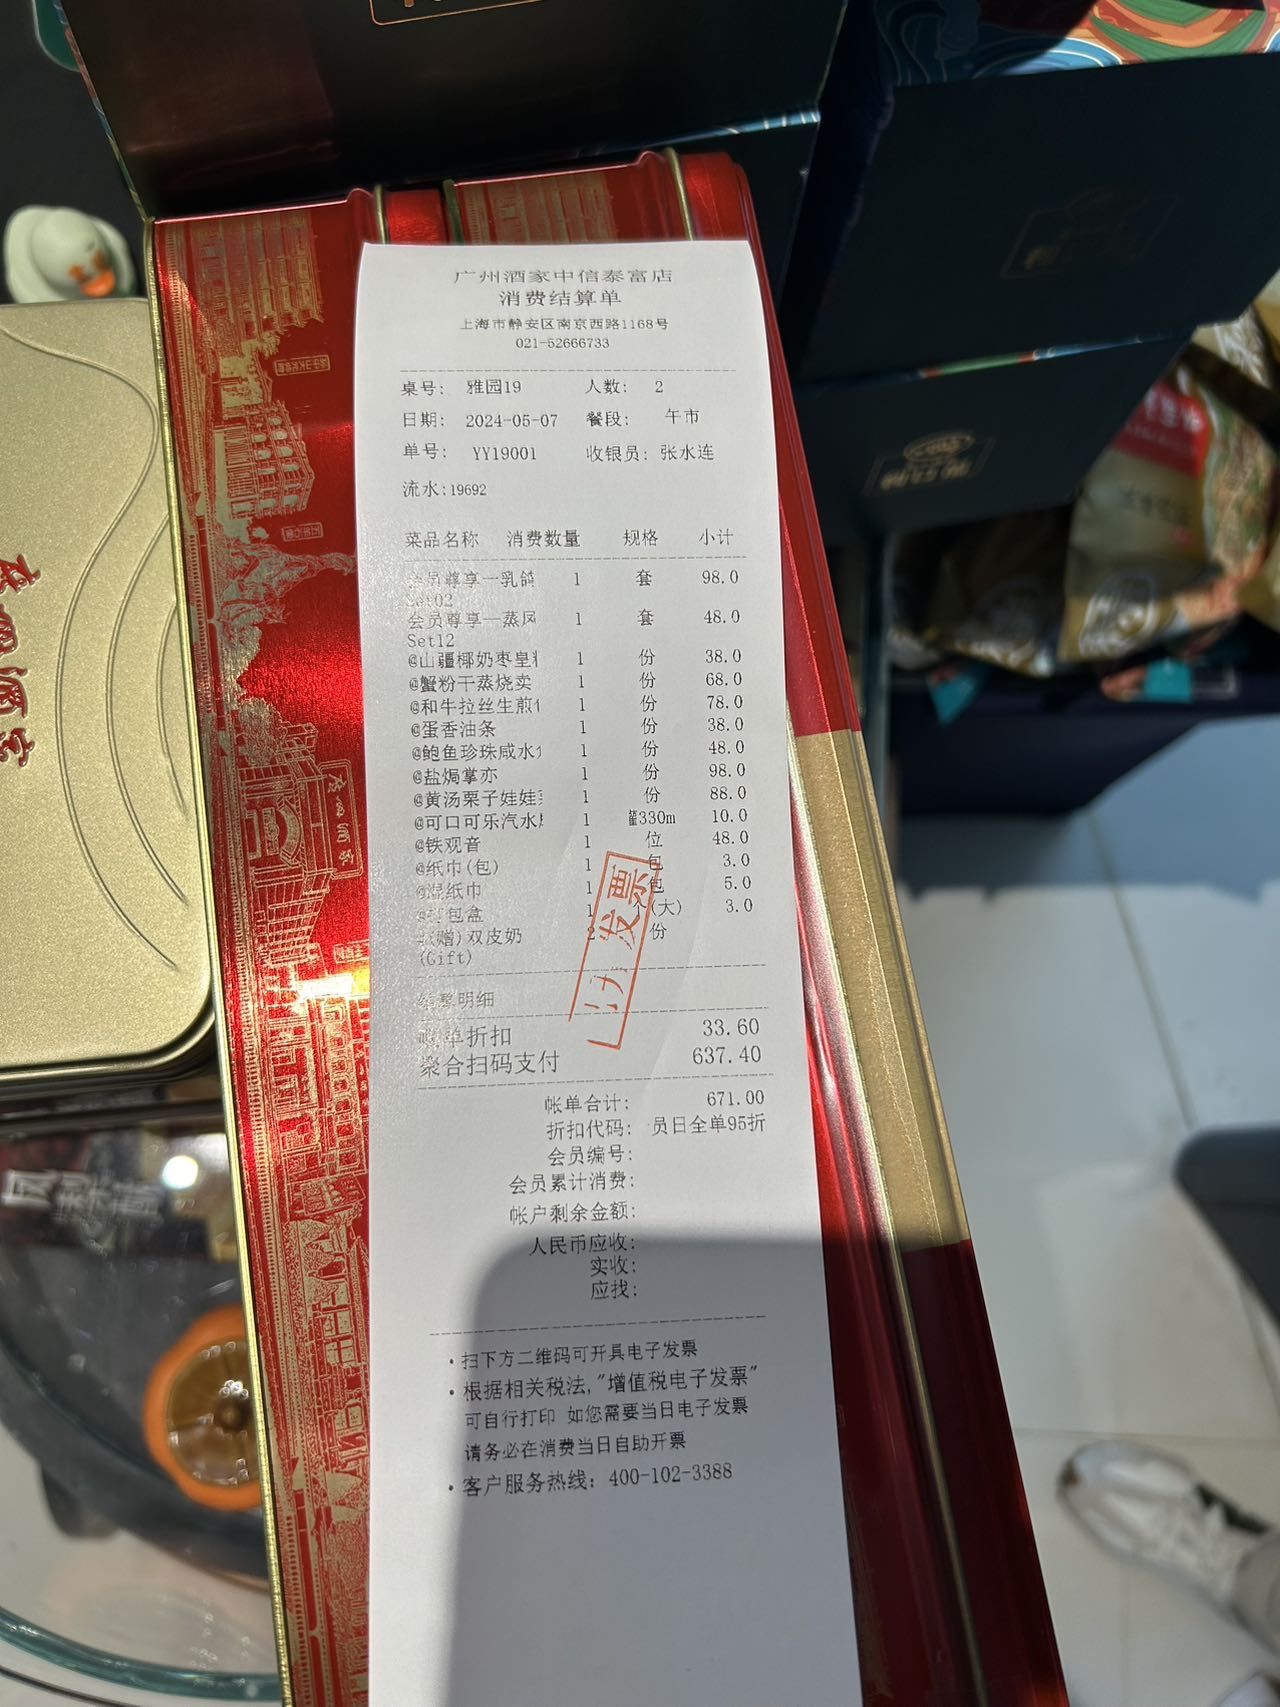 广州酒家中信泰富店
消费结算单
上海市静安区南京西路1168号
021-52666733
桌号: 雅园19 人数: 2
日期: 2024-05-07 餐段: 午市
单号: YY19001 收银员: 张水连
流水:19692
菜品名称 消费数量 规格 小计
会员尊享一乳鸽 1 套 98.0
Set02
会员尊享一蒸凤 1 套 48.0
Set12
@山疆椰奶枣皇 1 份 38.0
@蟹粉干蒸烧卖 1 份 68.0
@和牛拉丝生煎 1 份 78.0
@蛋香油条 1 份 38.0
@鲍鱼珍珠咸水 1 份 48.0
@盐焗掌亦 1 份 98.0
@黄汤栗子娃娃 1 份 88.0
@可口可乐汽水 1 330m 10.0
@铁观音 1 位 48.0
@纸巾(包) 1 包 3.0
@湿纸巾 1 包 5.0
@打包盒 1 个(大) 3.0
(赠)双皮奶 2 份
(Gift)
明细
账单折扣 33.60
聚合扫码支付 637.40
帐单合计: 671.00
折扣代码: 员日全单95折
会员编号:
会员累计消费:
帐户剩余金额:
人民币应收:
实收:
应找:
·扫下方二维码可开具电子发票
·根据相关税法,"增值税电子发票"
可自行打印 如您需要当日电子发票
请务必在消费当日自助开票
·客户服务热线: 400-102-3388
发票
广州酒家